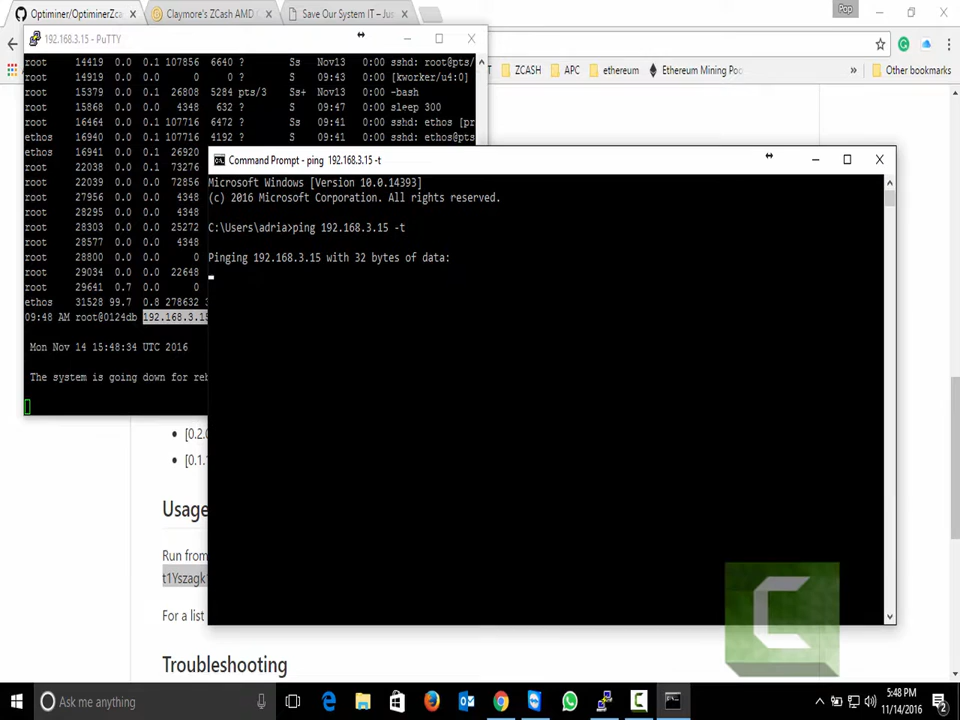 Optiminer/OptiminerZca
Claymore's ZCash AMD
Save Our System IT – Jus
Pop
192.168.3.15 - PuTTY
ZCASH
APC
ethereum
Ethereum Mining Poo
»
Other bookmarks
root 14419 0.0 0.1 107856 6640 ? Ss Nov13 0:00 sshd: root@pts/
root 14919 0.0 0.0 0 0 ? S 09:43 0:00 [kworker/u4:0]
root 15379 0.0 0.1 26808 5284 pts/3 Ss+ Nov13 0:00 -bash
root 15868 0.0 0.0 4348 632 ? S 09:47 0:00 sleep 300
root 16464 0.0 0.1 107716 6472 ? Ss 09:41 0:00 sshd: ethos [pr
ethos 16940 0.0 0.1 107716 4192 ? S 09:41 0:00 sshd: ethos@pts
ethos 16941 0.0 0.1 26920
root 22038 0.0 0.1 73276
root 22039 0.0 0.0 72856
root 27956 0.0 0.0 4348
root 28295 0.0 0.0 4348
root 28303 0.0 0.0 25272
root 28577 0.0 0.0 4348
root 28800 0.0 0.0
root 29034 0.0 0.0 22648
root 29641 0.7 0.0
ethos 31528 99.7 0.8 278632
09:48 AM root@0124db 192.168.3.15
Mon Nov 14 15:48:34 UTC 2016
The system is going down for reb
Command Prompt - ping 192.168.3.15 -t
Microsoft Windows [Version 10.0.14393]
(c) 2016 Microsoft Corporation. All rights reserved.
C:\Users\adria>ping 192.168.3.15 -t
Pinging 192.168.3.15 with 32 bytes of data:
[0.2.0
[0.1.
Usage
Run from
t1Yszagk
For a list
Troubleshooting
C
Ask me anything
5:48 PM
11/14/2016
2